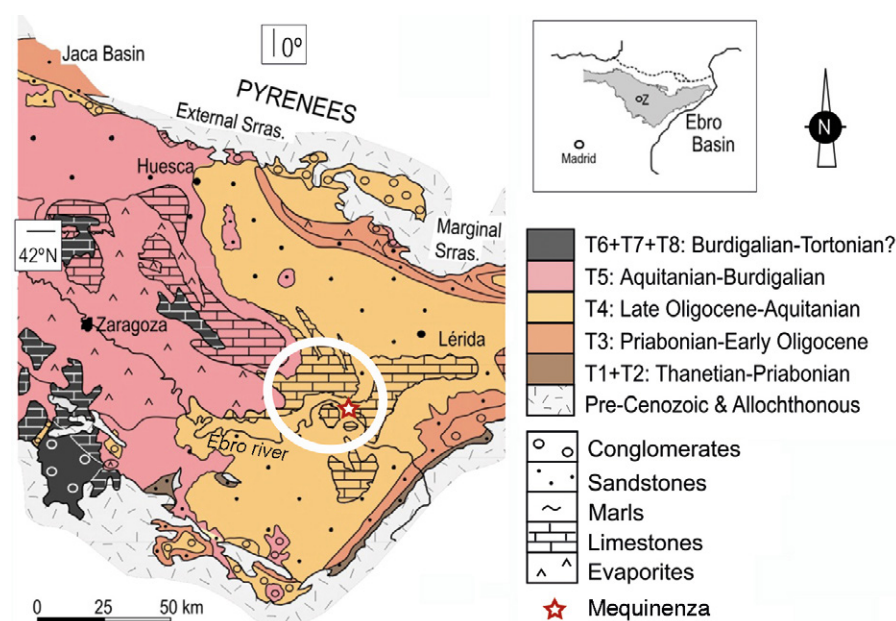 Jaca Basin
0°
PYRENEES
External Srras.
Huesca
Marginal
Srras.
42ºN
Zaragoza
Lérida
Ebro river
0 25 50 km
Z
Ebro
Basin
Madrid
N
T6+T7+T8: Burdigalian-Tortonian?
T5: Aquitanian-Burdigalian
T4: Late Oligocene-Aquitanian
T3: Priabonian-Early Oligocene
T1+T2: Thanetian-Priabonian
Pre-Cenozoic & Allochthonous
Conglomerates
Sandstones
Marls
Limestones
Evaporites
Mequinenza